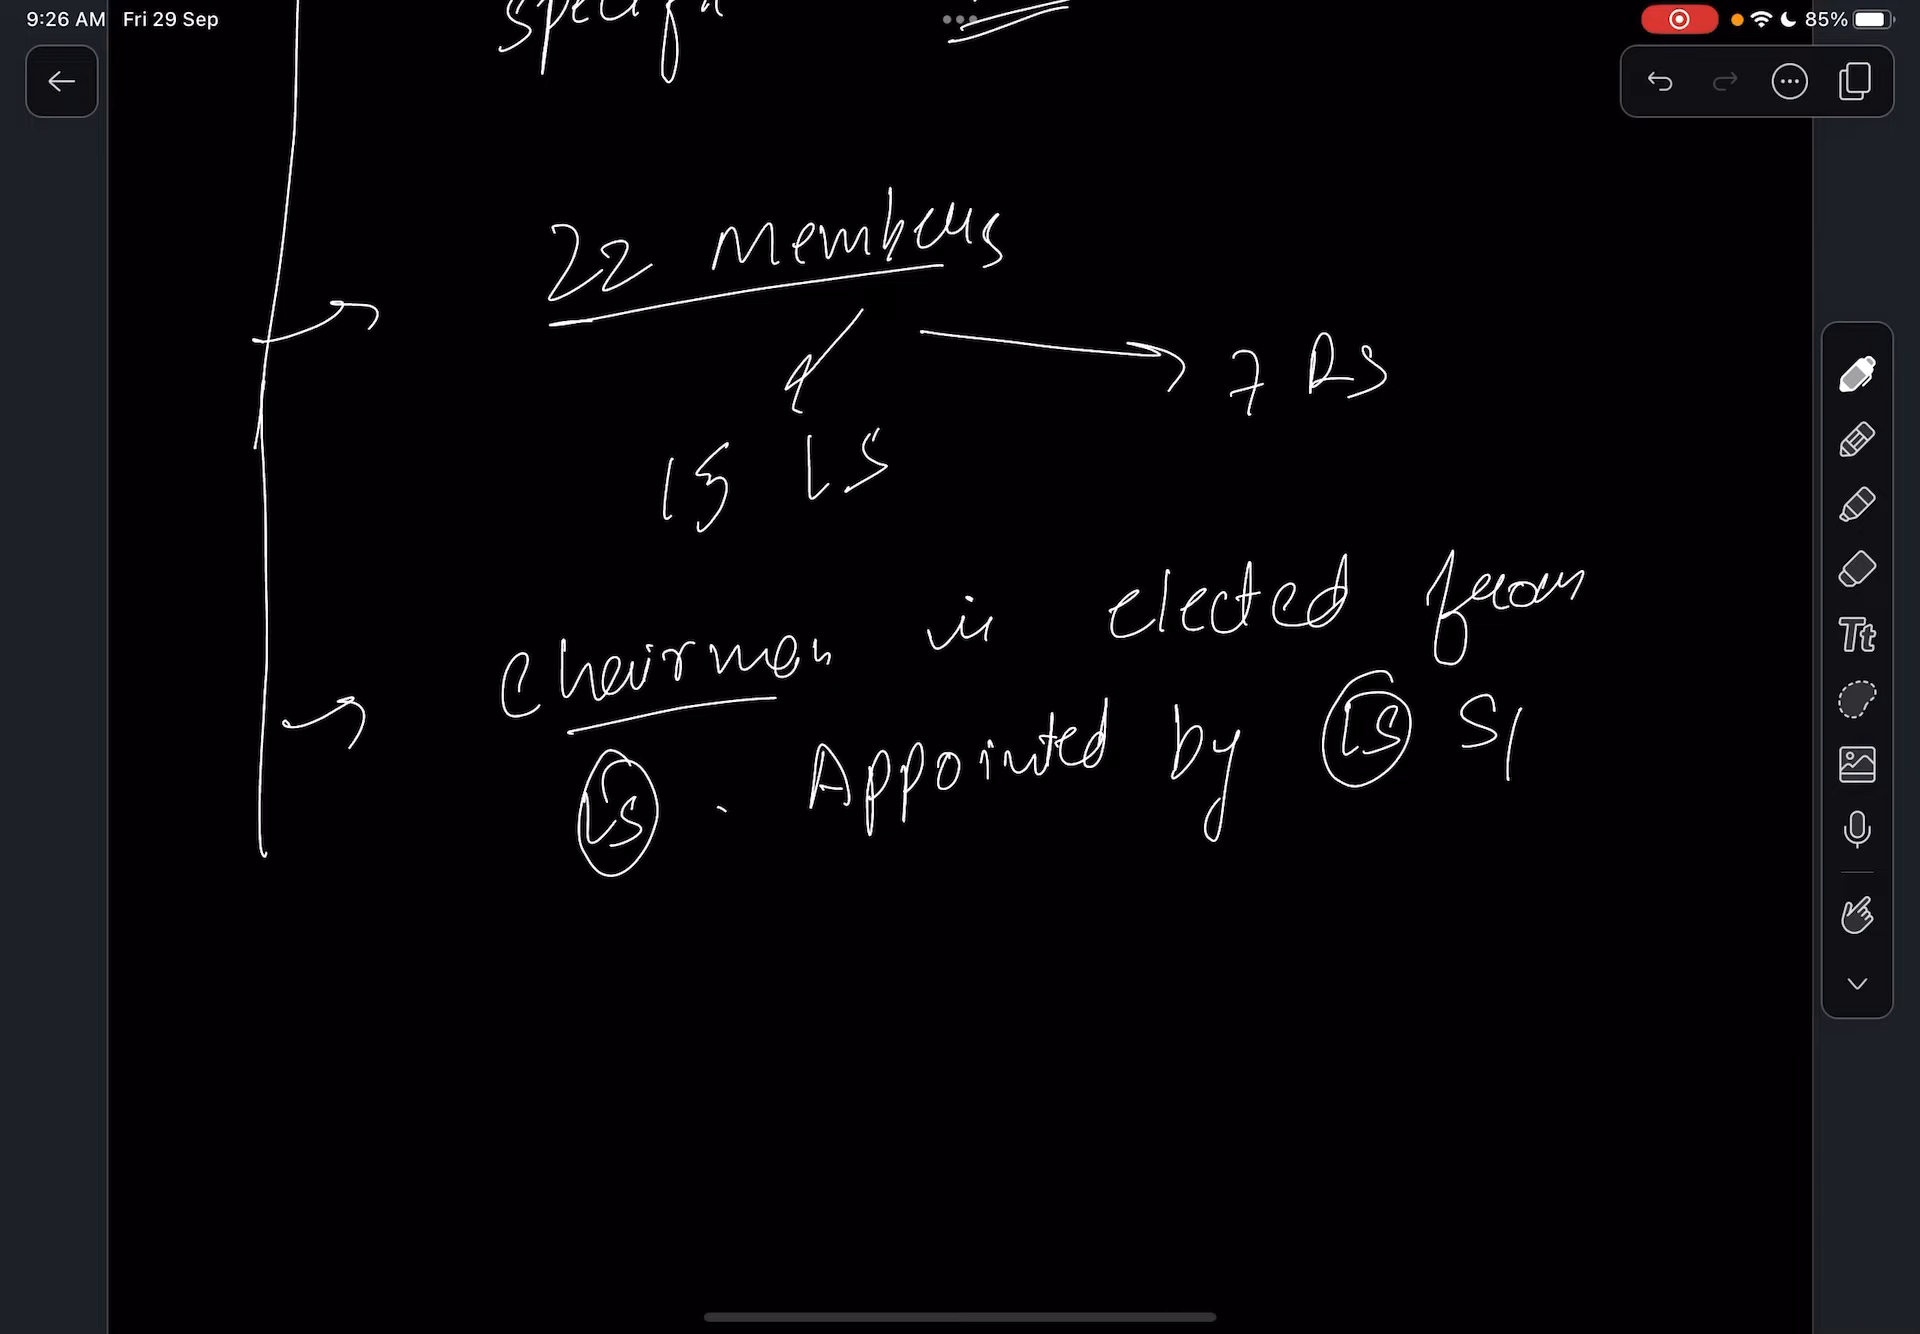 9:26 AM Fri 29 Sep 85%
22 Members
7 RS
15 LS
Chairman is elected from
LS . Appointed by LS
Tt